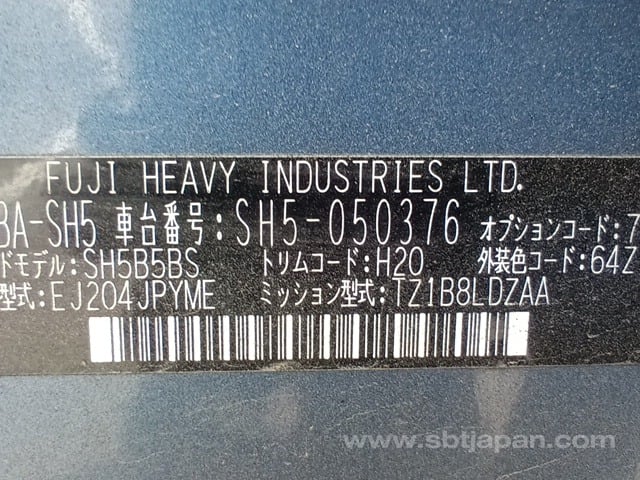 FUJI HEAVY INDUSTRIES LTD.
BA-SH5 車台番号:SH5-050376 オプションコード:7
ドモデル:SH5B5BS トリムコード:H20 外装色コード:64Z
型式:EJ204JPYME ミッション型式:TZ1B8LDZAA
www.sbtjapan.com